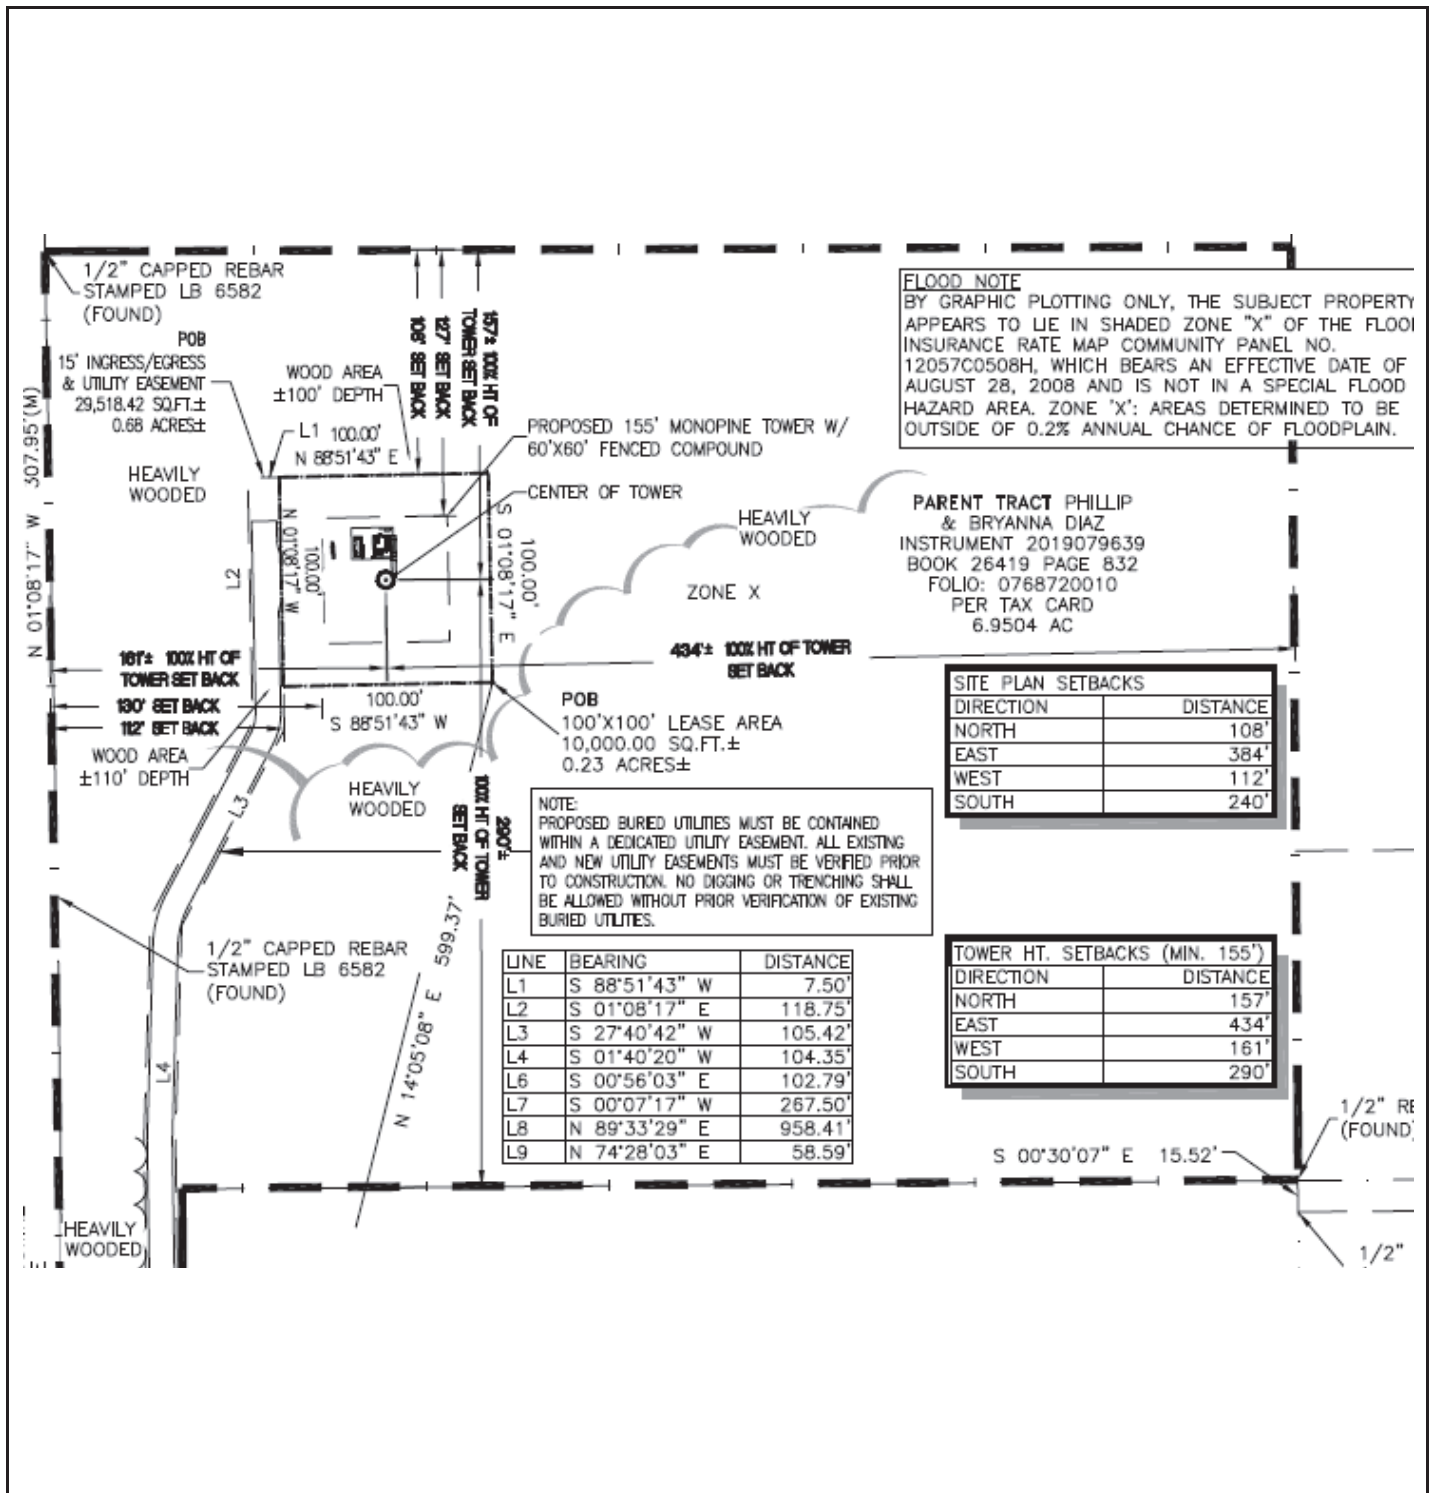 1/2" CAPPED REBAR
STAMPED LB 6582
(FOUND)
POB
15' INGRESS/EGRESS
& UTILITY EASEMENT
29,518.42 SQ.FT.±
0.68 ACRES±
N 01°08'17" W 307.95'(M)
HEAVILY
WOODED
WOOD AREA
±100' DEPTH
L1 100.00'
N 88°51'43" E
108' SET BACK
127' SET BACK
157'± 100% HT OF
TOWER SET BACK
PROPOSED 155' MONOPINE TOWER W/
60'X60' FENCED COMPOUND
CENTER OF TOWER
FLOOD NOTE
BY GRAPHIC PLOTTING ONLY, THE SUBJECT PROPERTY
APPEARS TO LIE IN SHADED ZONE "X" OF THE FLOO
INSURANCE RATE MAP COMMUNITY PANEL NO.
12057C0508H, WHICH BEARS AN EFFECTIVE DATE OF
AUGUST 28, 2008 AND IS NOT IN A SPECIAL FLOOD
HAZARD AREA. ZONE 'X': AREAS DETERMINED TO BE
OUTSIDE OF 0.2% ANNUAL CHANCE OF FLOODPLAIN.
HEAVILY
WOODED
ZONE X
PARENT TRACT PHILLIP
& BRYANNA DIAZ
INSTRUMENT 2019079639
BOOK 26419 PAGE 832
FOLIO: 0768720010
PER TAX CARD
6.9504 AC
L2
N 01°08'17" W
100.00'
100.00'
S 01°08'17" E
161'± 100% HT OF
TOWER SET BACK
130' SET BACK
112' SET BACK
434'± 100% HT OF TOWER
SET BACK
100.00'
S 88°51'43" W
POB
100'X100' LEASE AREA
10,000.00 SQ.FT.±
0.23 ACRES±
WOOD AREA
±110' DEPTH
L3
HEAVILY
WOODED
290'±
100% HT OF TOWER
SET BACK
NOTE:
PROPOSED BURIED UTILITIES MUST BE CONTAINED
WITHIN A DEDICATED UTILITY EASEMENT. ALL EXISTING
AND NEW UTILITY EASEMENTS MUST BE VERIFIED PRIOR
TO CONSTRUCTION. NO DIGGING OR TRENCHING SHALL
BE ALLOWED WITHOUT PRIOR VERIFICATION OF EXISTING
BURIED UTILITIES.
SITE PLAN SETBACKS
DIRECTION DISTANCE
NORTH 108'
EAST 384'
WEST 112'
SOUTH 240'
1/2" CAPPED REBAR
STAMPED LB 6582
(FOUND)
N 14°05'08" E 599.37'
L4
LINE BEARING DISTANCE
L1 S 88°51'43" W 7.50'
L2 S 01°08'17" E 118.75'
L3 S 27°40'42" W 105.42'
L4 S 01°40'20" W 104.35'
L6 S 00°56'03" E 102.79'
L7 S 00°07'17" W 267.50'
L8 N 89°33'29" E 958.41'
L9 N 74°28'03" E 58.59'
TOWER HT. SETBACKS (MIN. 155')
DIRECTION DISTANCE
NORTH 157'
EAST 434'
WEST 161'
SOUTH 290'
1/2" RE
(FOUND)
S 00°30'07" E 15.52'
HEAVILY
WOODED
1/2"